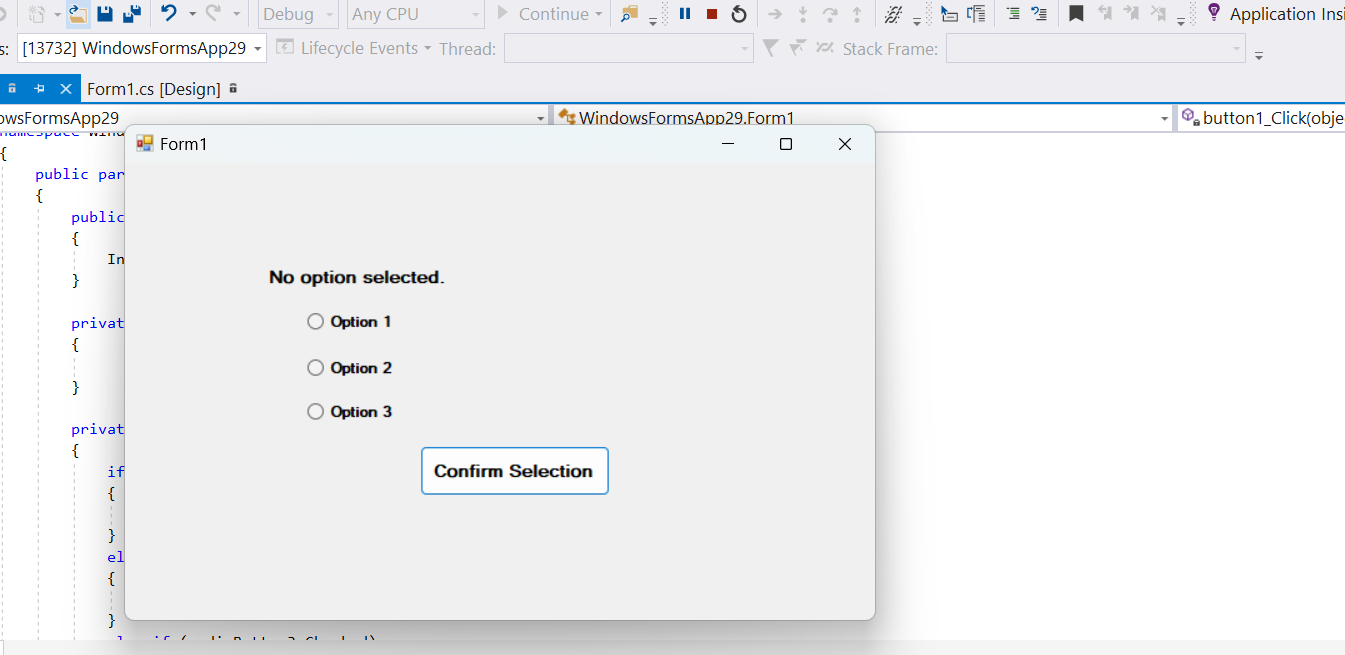 Debug Any CPU Continue Application Insi
s: [13732] WindowsFormsApp29 Lifecycle Events Thread: Stack Frame:
Form1.cs [Design]
owsFormsApp29 WindowsFormsApp29.Form1 button1_Click(obje
namespace Wind
{
Form1
public par
{
public
{
In
}
No option selected.
privat
Option 1
{
Option 2
}
Option 3
privat
{
Confirm Selection
if
{
}
el
{
}